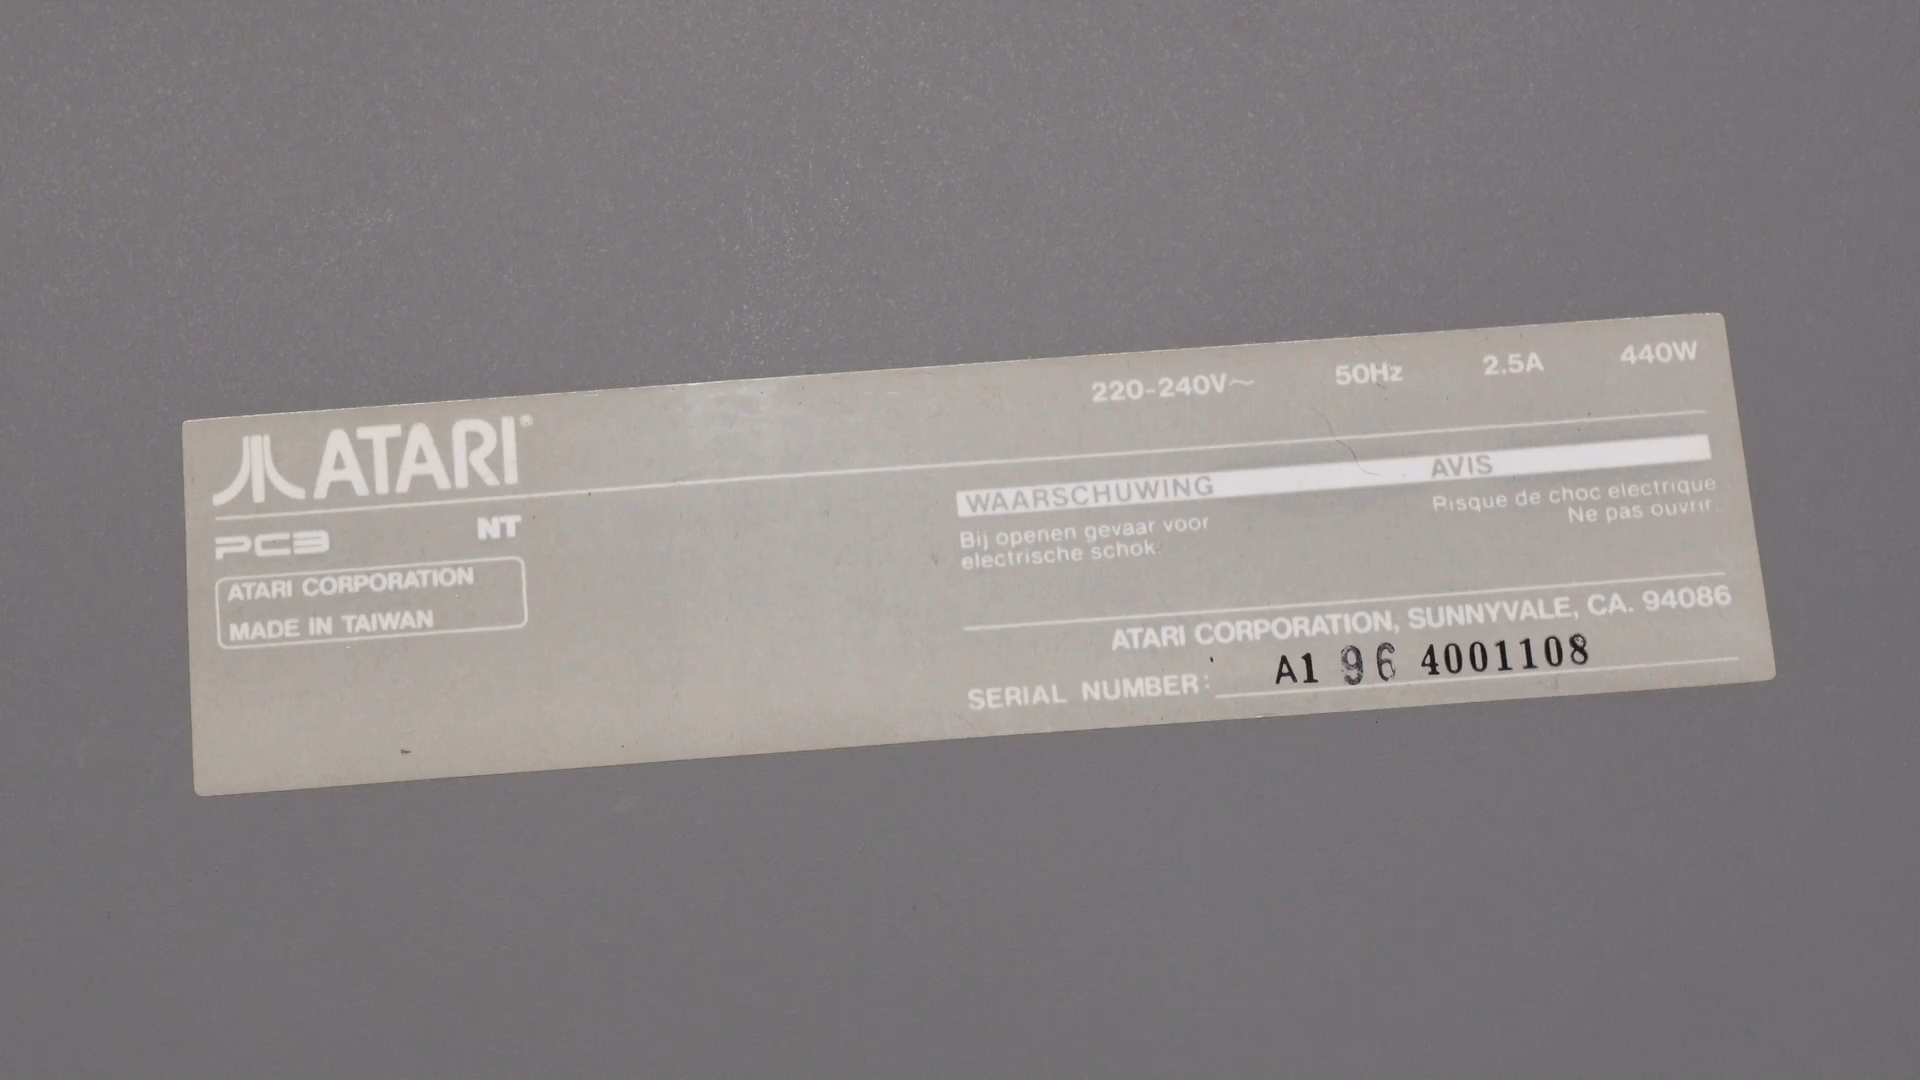 ATARI®
220-240V~ 50Hz 2.5A 440W
PC3 NT
ATARI CORPORATION
MADE IN TAIWAN
WAARSCHUWING
Bij openen gevaar voor
electrische schok.
AVIS
Risque de choc electrique
Ne pas ouvrir.
ATARI CORPORATION, SUNNYVALE, CA. 94086
SERIAL NUMBER: A1 96 4001108